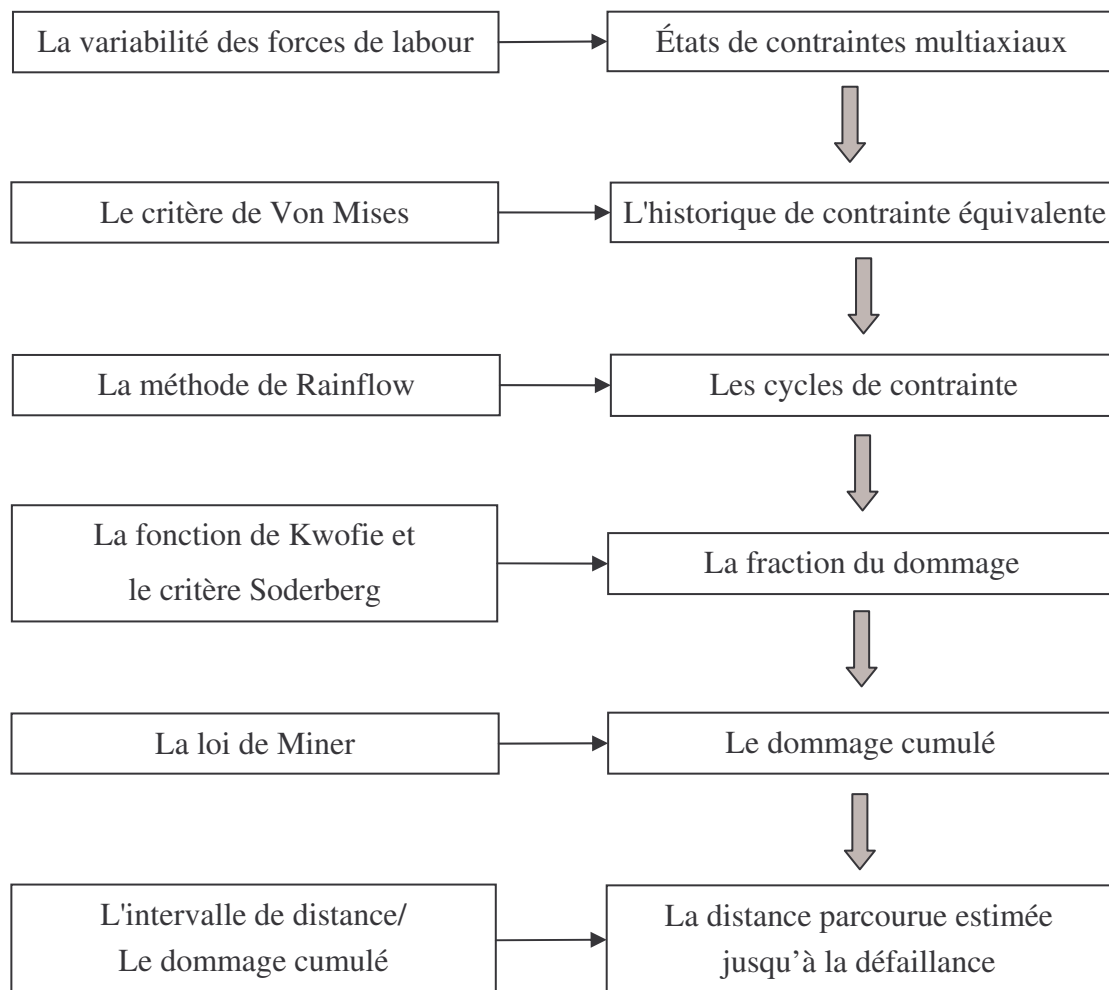 La variabilité des forces de labour
États de contraintes multiaxiaux
Le critère de Von Mises
L'historique de contrainte équivalente
La méthode de Rainflow
Les cycles de contrainte
La fonction de Kwofie et
le critère Soderberg
La fraction du dommage
La loi de Miner
Le dommage cumulé
L'intervalle de distance/
Le dommage cumulé
La distance parcourue estimée
jusqu’à la défaillance